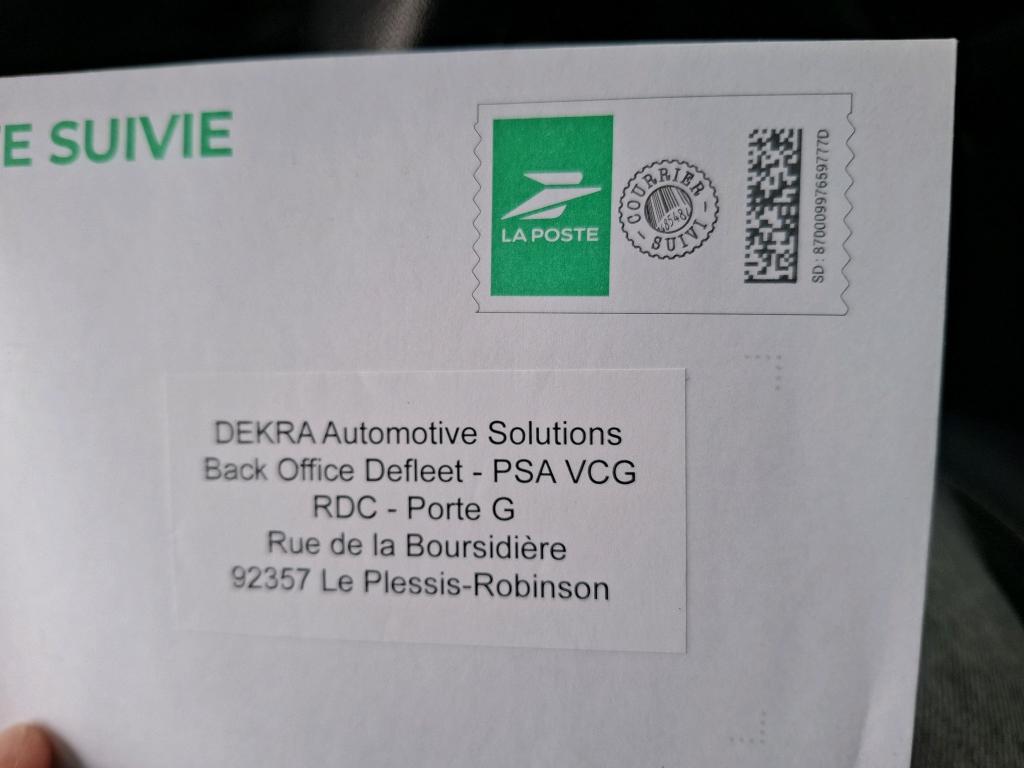 E SUIVIE
LA POSTE
COURRIER
SUIVI
SD : 87000997659777D
DEKRA Automotive Solutions
Back Office Defleet - PSA VCG
RDC - Porte G
Rue de la Boursidière
92357 Le Plessis-Robinson